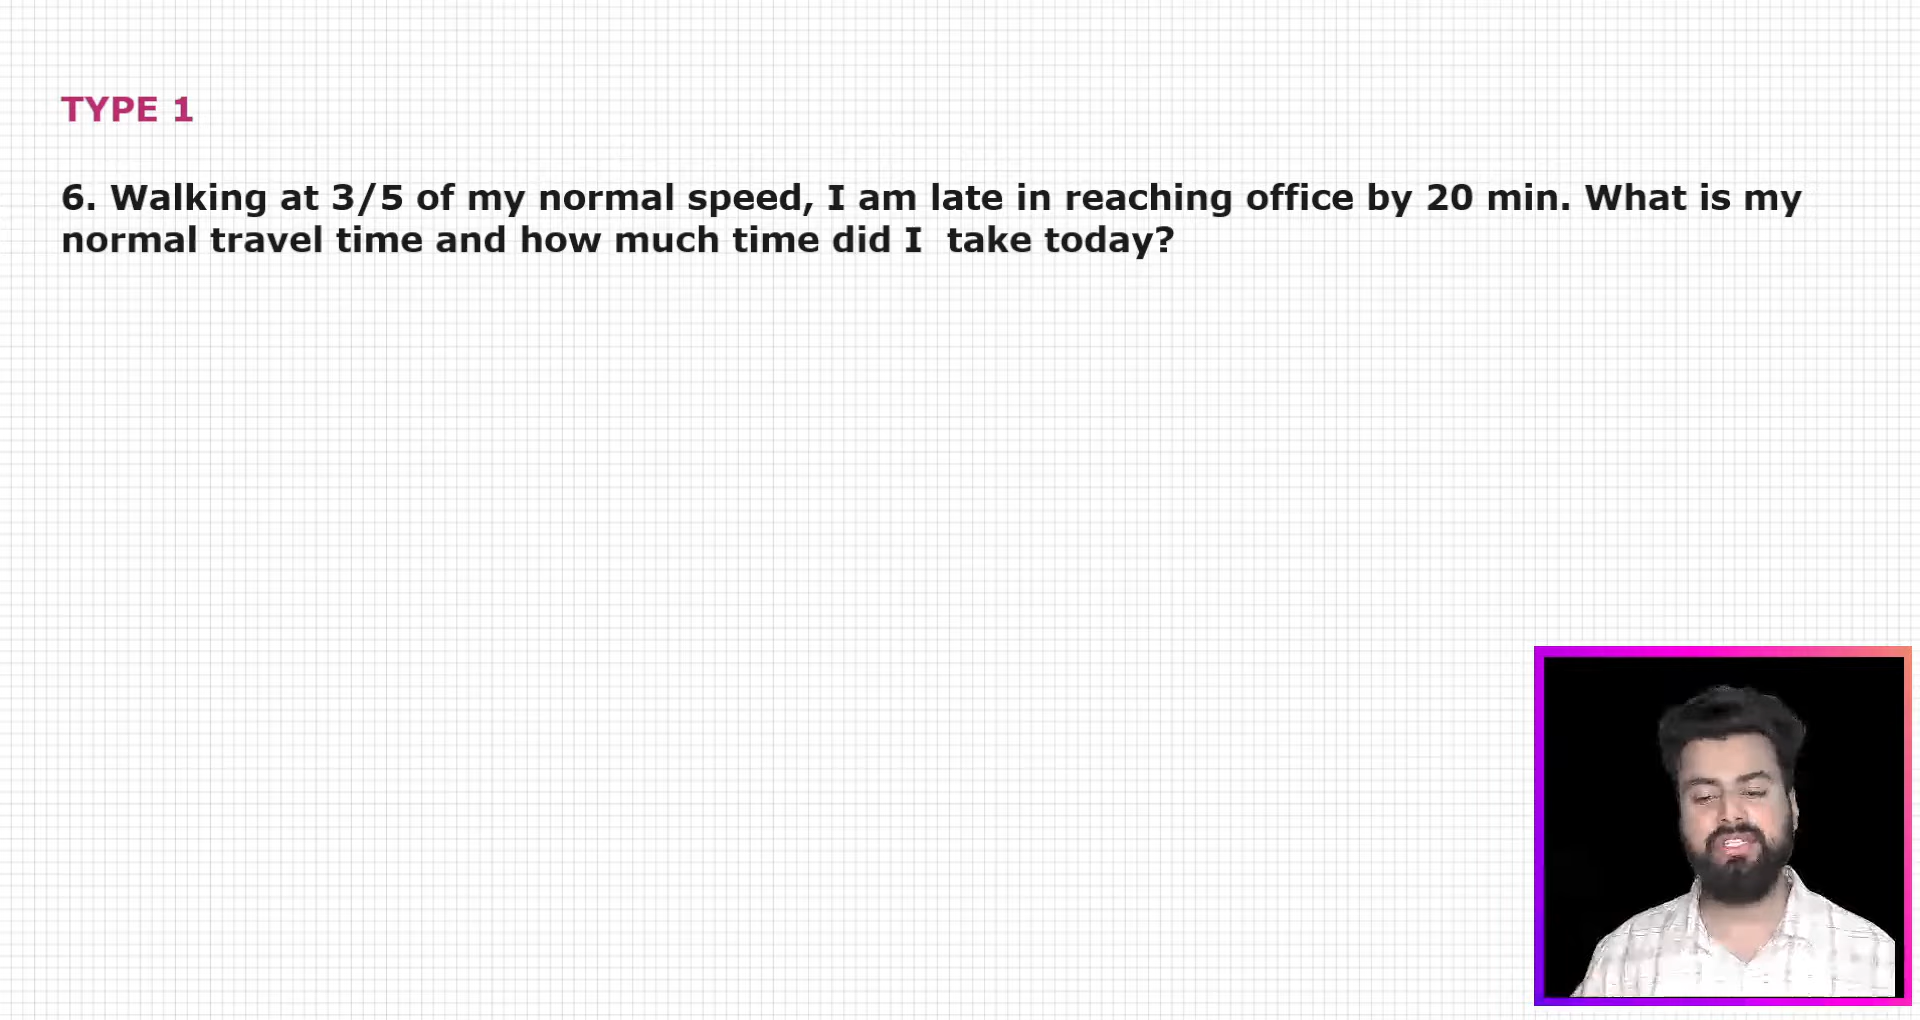 TYPE 1
6. Walking at 3/5 of my normal speed, I am late in reaching office by 20 min. What is my
normal travel time and how much time did I  take today?